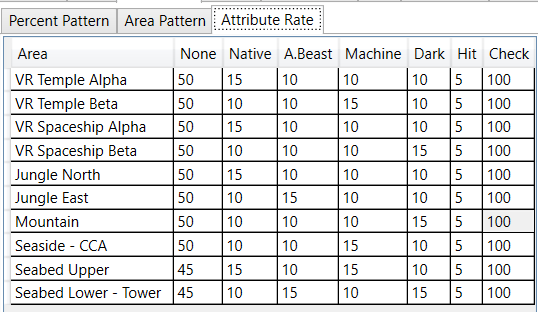 Percent Pattern Area Pattern Attribute Rate
Area None Native A.Beast Machine Dark Hit Check
VR Temple Alpha 50 15 10 10 10 5 100
VR Temple Beta 50 10 10 15 10 5 100
VR Spaceship Alpha 50 15 10 10 10 5 100
VR Spaceship Beta 50 10 10 10 15 5 100
Jungle North 50 15 10 10 10 5 100
Jungle East 50 10 15 10 10 5 100
Mountain 50 10 10 10 15 5 100
Seaside - CCA 50 10 10 15 10 5 100
Seabed Upper 45 15 10 15 10 5 100
Seabed Lower - Tower 45 10 15 10 15 5 100